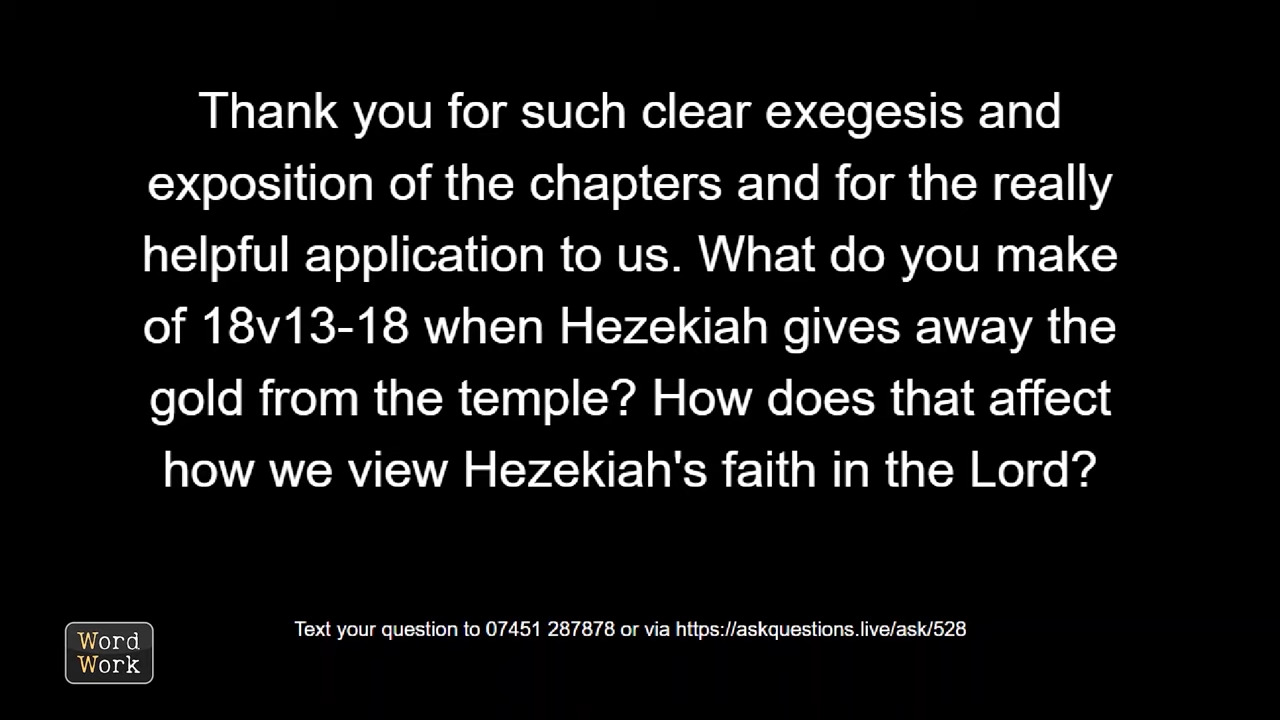 Thank you for such clear exegesis and
exposition of the chapters and for the really
helpful application to us. What do you make
of 18v13-18 when Hezekiah gives away the
gold from the temple? How does that affect
how we view Hezekiah's faith in the Lord?
Text your question to 07451 287878 or via https://askquestions.live/ask/528
Word
Work